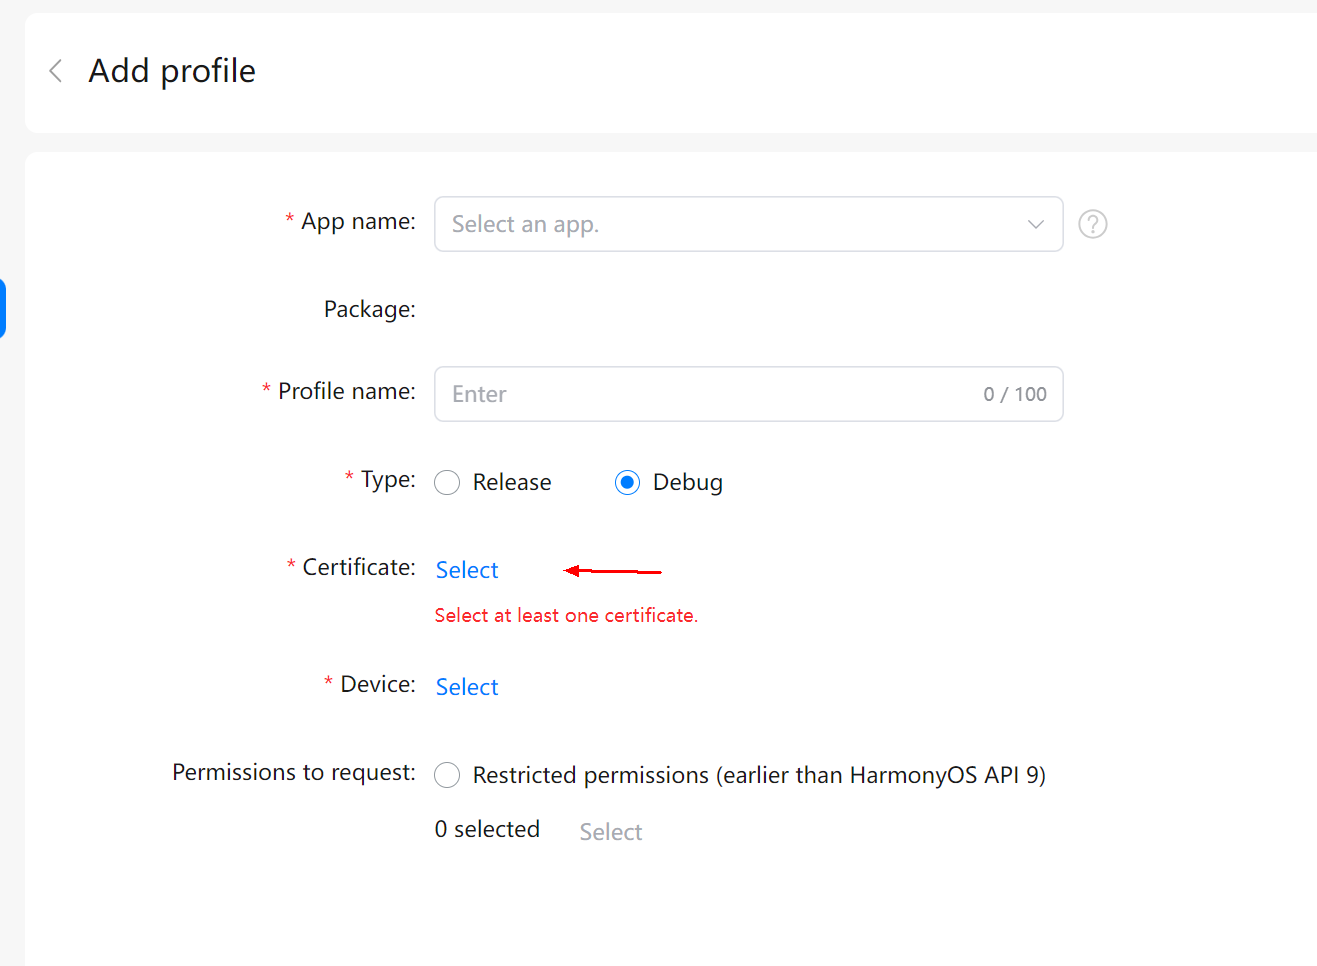 Add profile
* App name: Select an app. ?
Package:
* Profile name: Enter 0 / 100
* Type: Release Debug
* Certificate: Select
Select at least one certificate.
* Device: Select
Permissions to request: Restricted permissions (earlier than HarmonyOS API 9)
0 selected Select